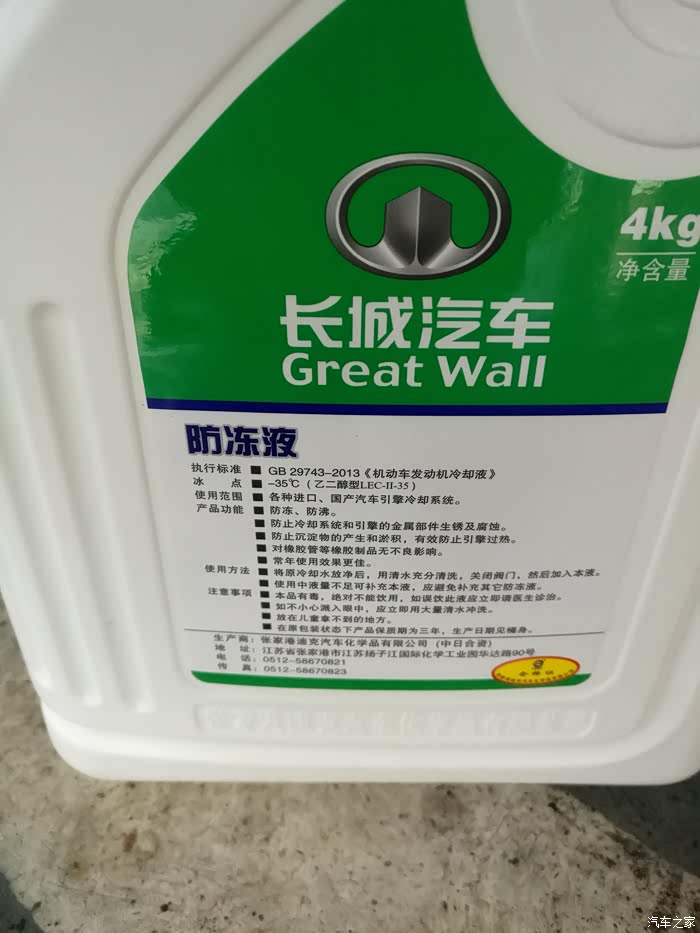 4kg
净含量
长城汽车
Great Wall
防冻液
执行标准 ■ GB 29743-2013《机动车发动机冷却液》
冰 点 ■ -35℃（乙二醇型LEC-II-35）
使用范围 ■ 各种进口、国产汽车引擎冷却系统。
产品功能 ■ 防冻、防沸。
■ 防止冷却系统和引擎的金属部件生锈及腐蚀。
■ 防止沉淀物的产生和淤积，有效防止引擎过热。
■ 对橡胶管等橡胶制品无不良影响。
■ 常年使用效果更佳。
使用方法 ■ 将原冷却水放净后，用清水充分清洗，关闭阀门，然后加入本液。
■ 使用中液量不足可补充本液，应避免补充其它防冻液。
注意事项 ■ 本品有毒，绝对不能饮用，如误饮此液应立即请医生诊治。
■ 如不小心溅入眼中，应立即用大量清水冲洗。
■ 放在儿童拿不到的地方。
■ 在原包装状态下产品保质期为三年，生产日期见桶身。
生产商：张家港迪克汽车化学品有限公司（中日合资）
地 址：江苏省张家港市江苏扬子江国际化学工业园华达路90号
电 话：0512-58670821
传 真：0512-58670823
汽车之家